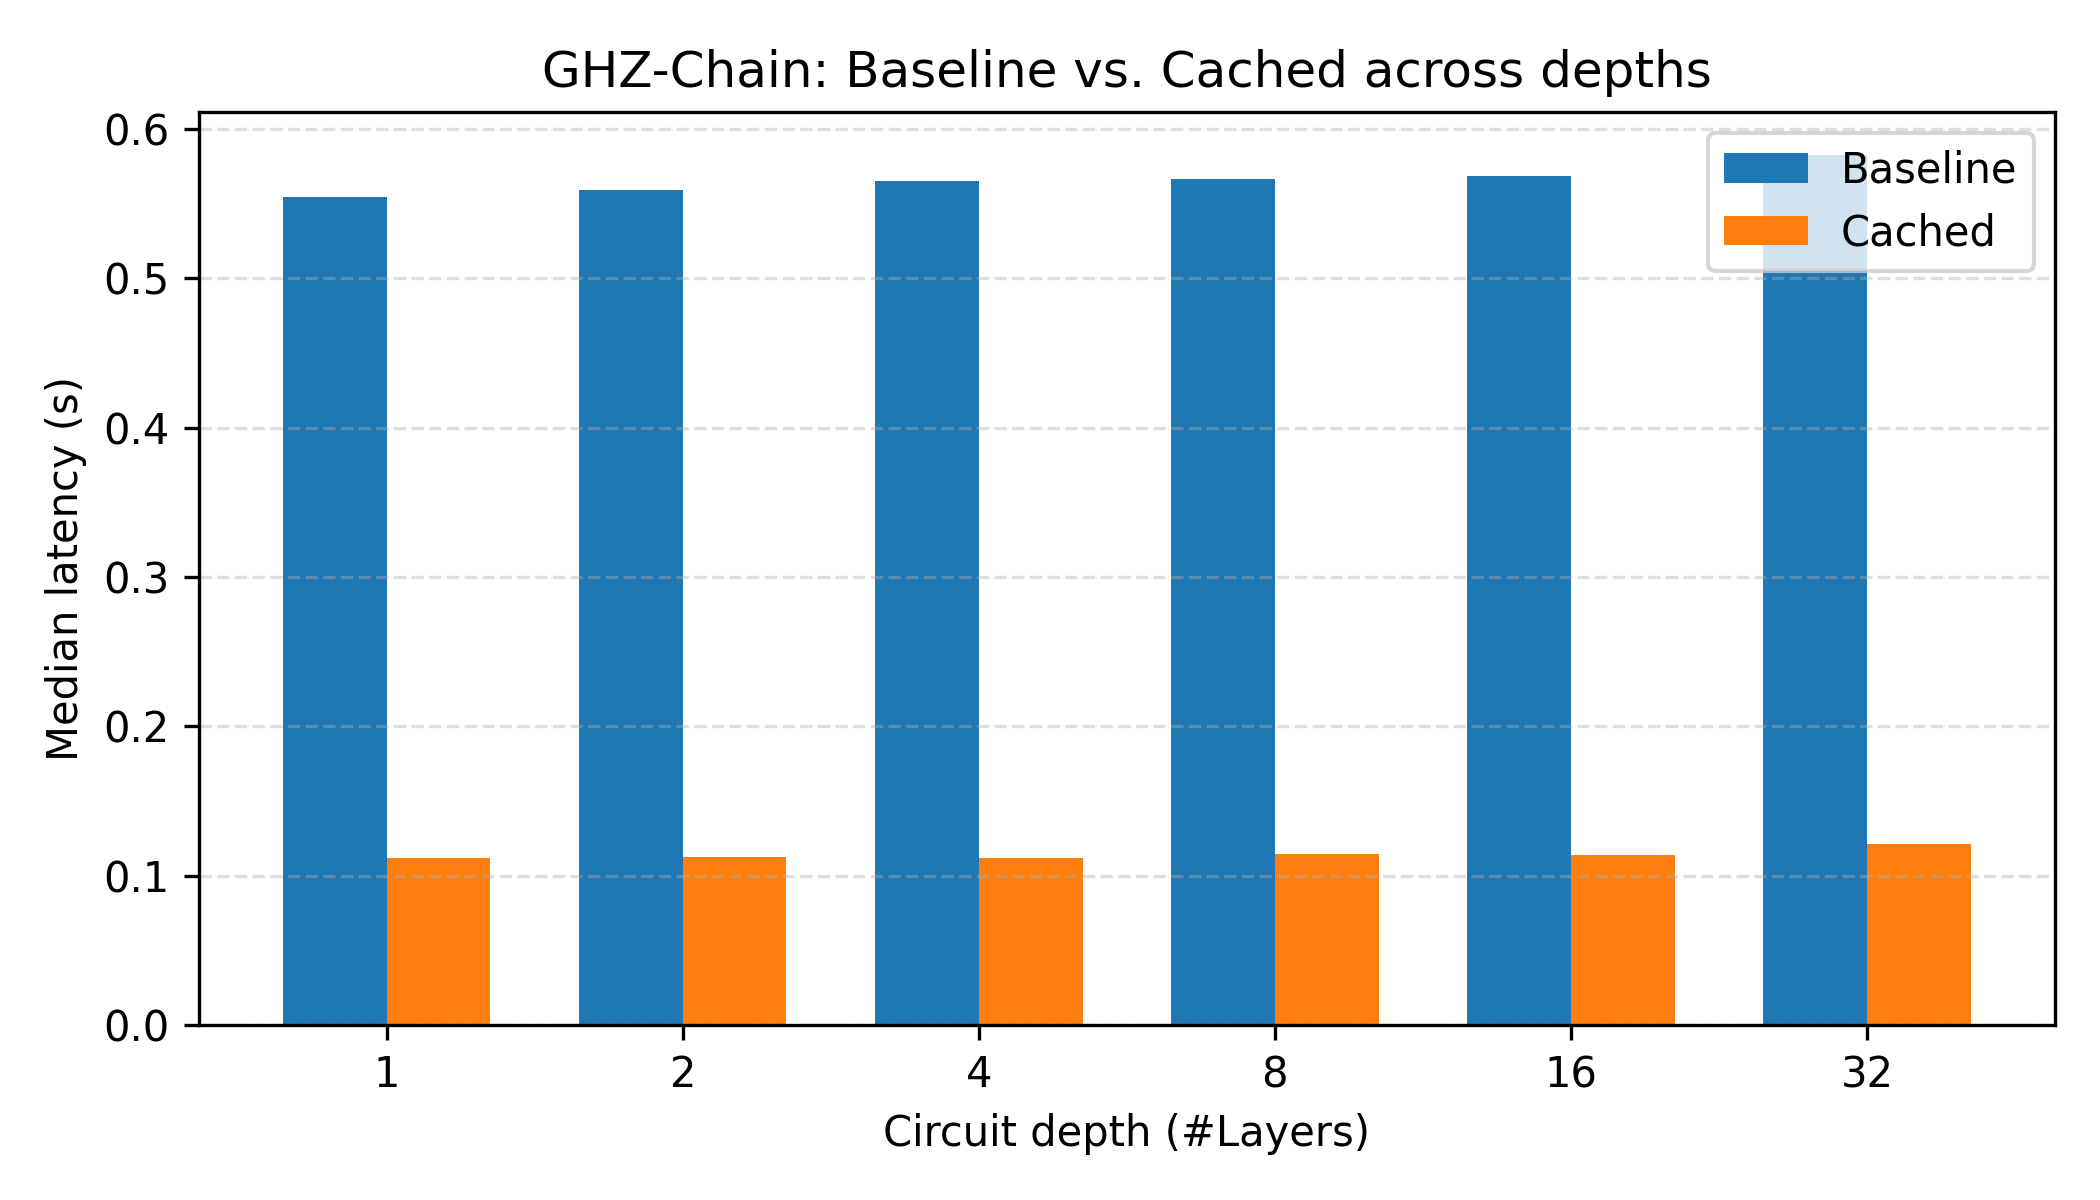 GHZ-Chain: Baseline vs. Cached across depths
Baseline
Cached
0.6
0.5
0.4
0.3
0.2
0.1
0.0
Median latency (s)
1 2 4 8 16 32
Circuit depth (#Layers)